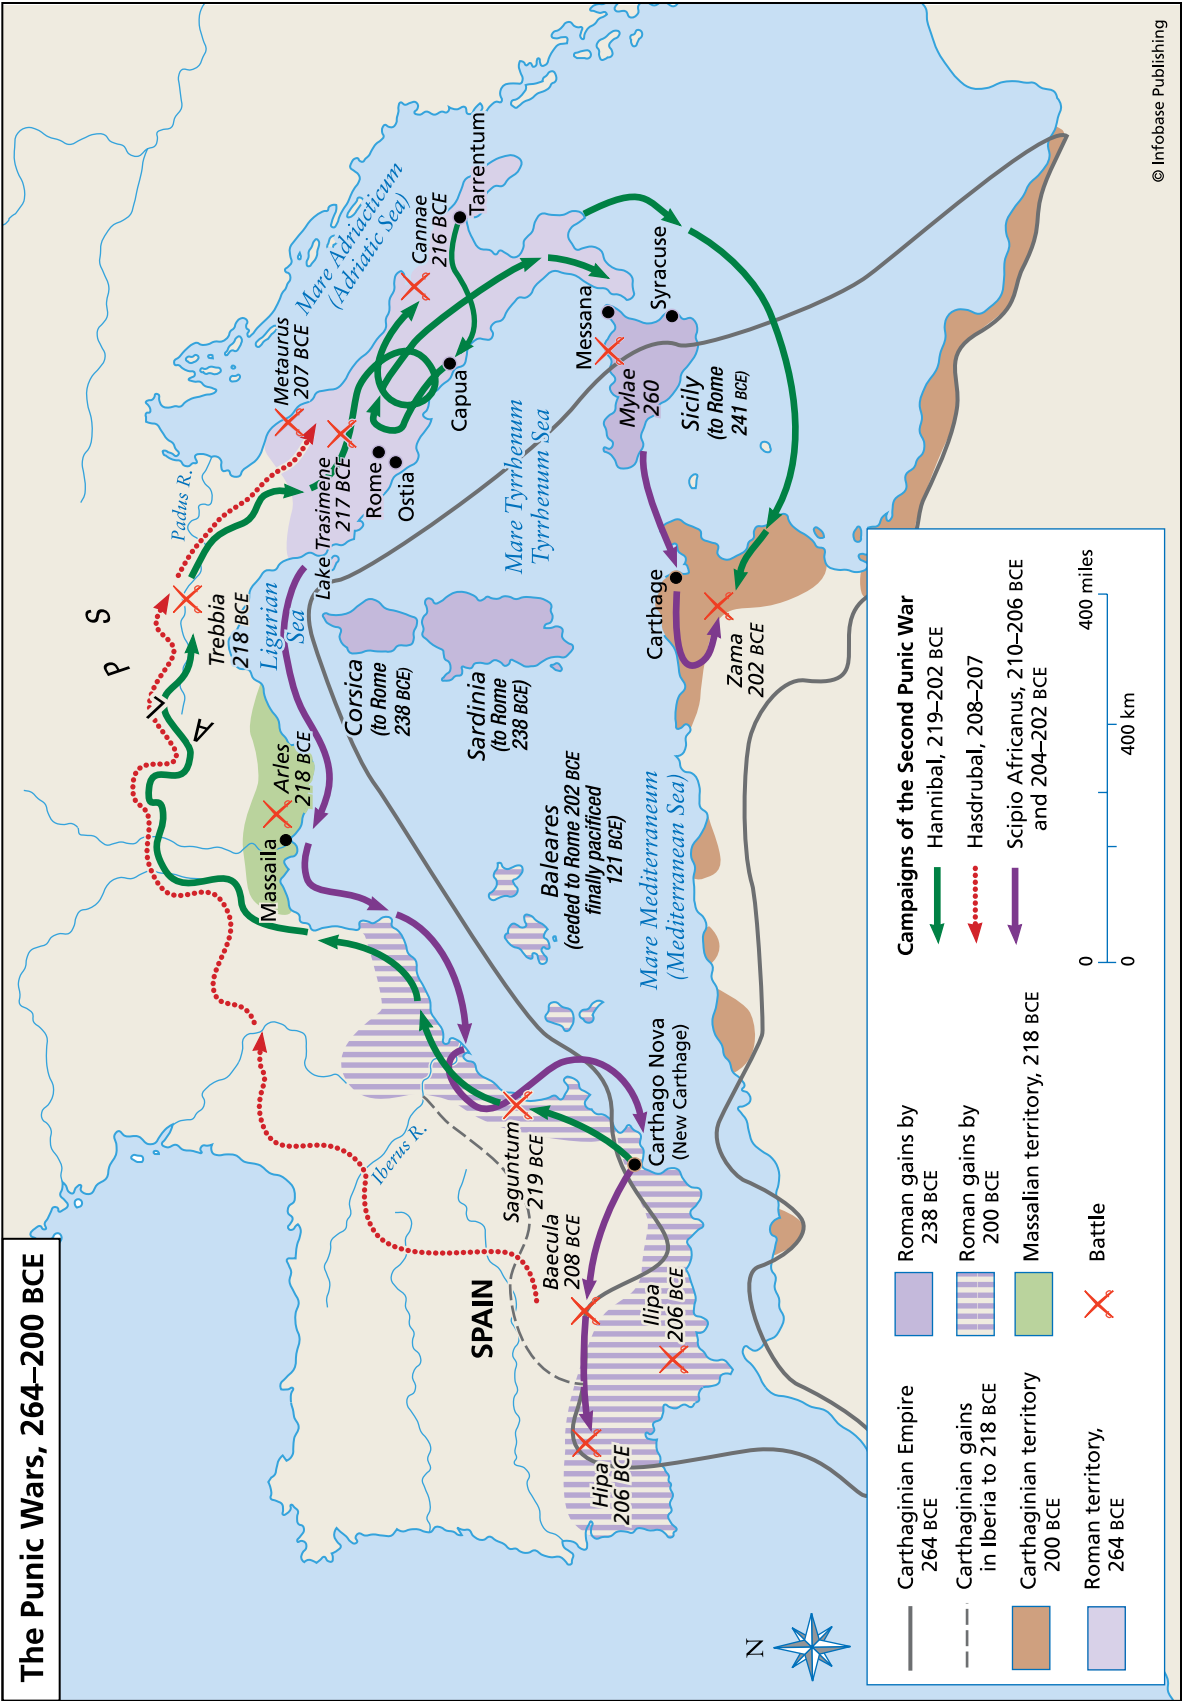 The Punic Wars, 264–200 BCE
A L P S
Padus R.
Trebbia
218 BCE
Metaurus
207 BCE
Mare Adriacticum
(Adriatic Sea)
Ligurian
Sea
Lake Trasimene
217 BCE
Cannae
216 BCE
Tarrentum
Rome
Ostia
Capua
Arles
218 BCE
Massaila
Corsica
(to Rome
238 BCE)
Sardinia
(to Rome
238 BCE)
Mare Tyrrhenum
Tyrrhenum Sea
Messana
Syracuse
Mylae
260
Sicily
(to Rome
241 BCE)
Iberus R.
Baleares
(ceded to Rome 202 BCE
finally pacified
121 BCE)
Mare Mediterraneum
(Mediterranean Sea)
SPAIN
Saguntum
219 BCE
Baecula
208 BCE
Carthago Nova
(New Carthage)
Ilipa
206 BCE
Hipa
206 BCE
Carthage
Zama
202 BCE
N
Carthaginian Empire
264 BCE
Carthaginian gains
in Iberia to 218 BCE
Carthaginian territory
200 BCE
Roman territory,
264 BCE
Roman gains by
238 BCE
Roman gains by
200 BCE
Massalian territory, 218 BCE
Battle
Campaigns of the Second Punic War
Hannibal, 219–202 BCE
Hasdrubal, 208–207
Scipio Africanus, 210–206 BCE
and 204–202 BCE
0 400 miles
0 400 km
© Infobase Publishing